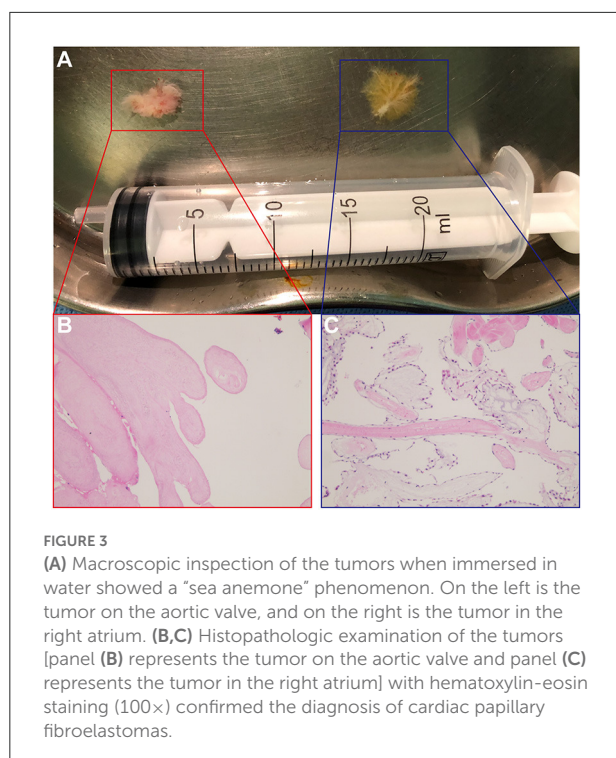 A
5
10
15
20
ml
B
C
FIGURE 3
(A) Macroscopic inspection of the tumors when immersed in
water showed a “sea anemone” phenomenon. On the left is the
tumor on the aortic valve, and on the right is the tumor in the
right atrium. (B,C) Histopathologic examination of the tumors
[panel (B) represents the tumor on the aortic valve and panel (C)
represents the tumor in the right atrium] with hematoxylin-eosin
staining (100×) confirmed the diagnosis of cardiac papillary
fibroelastomas.